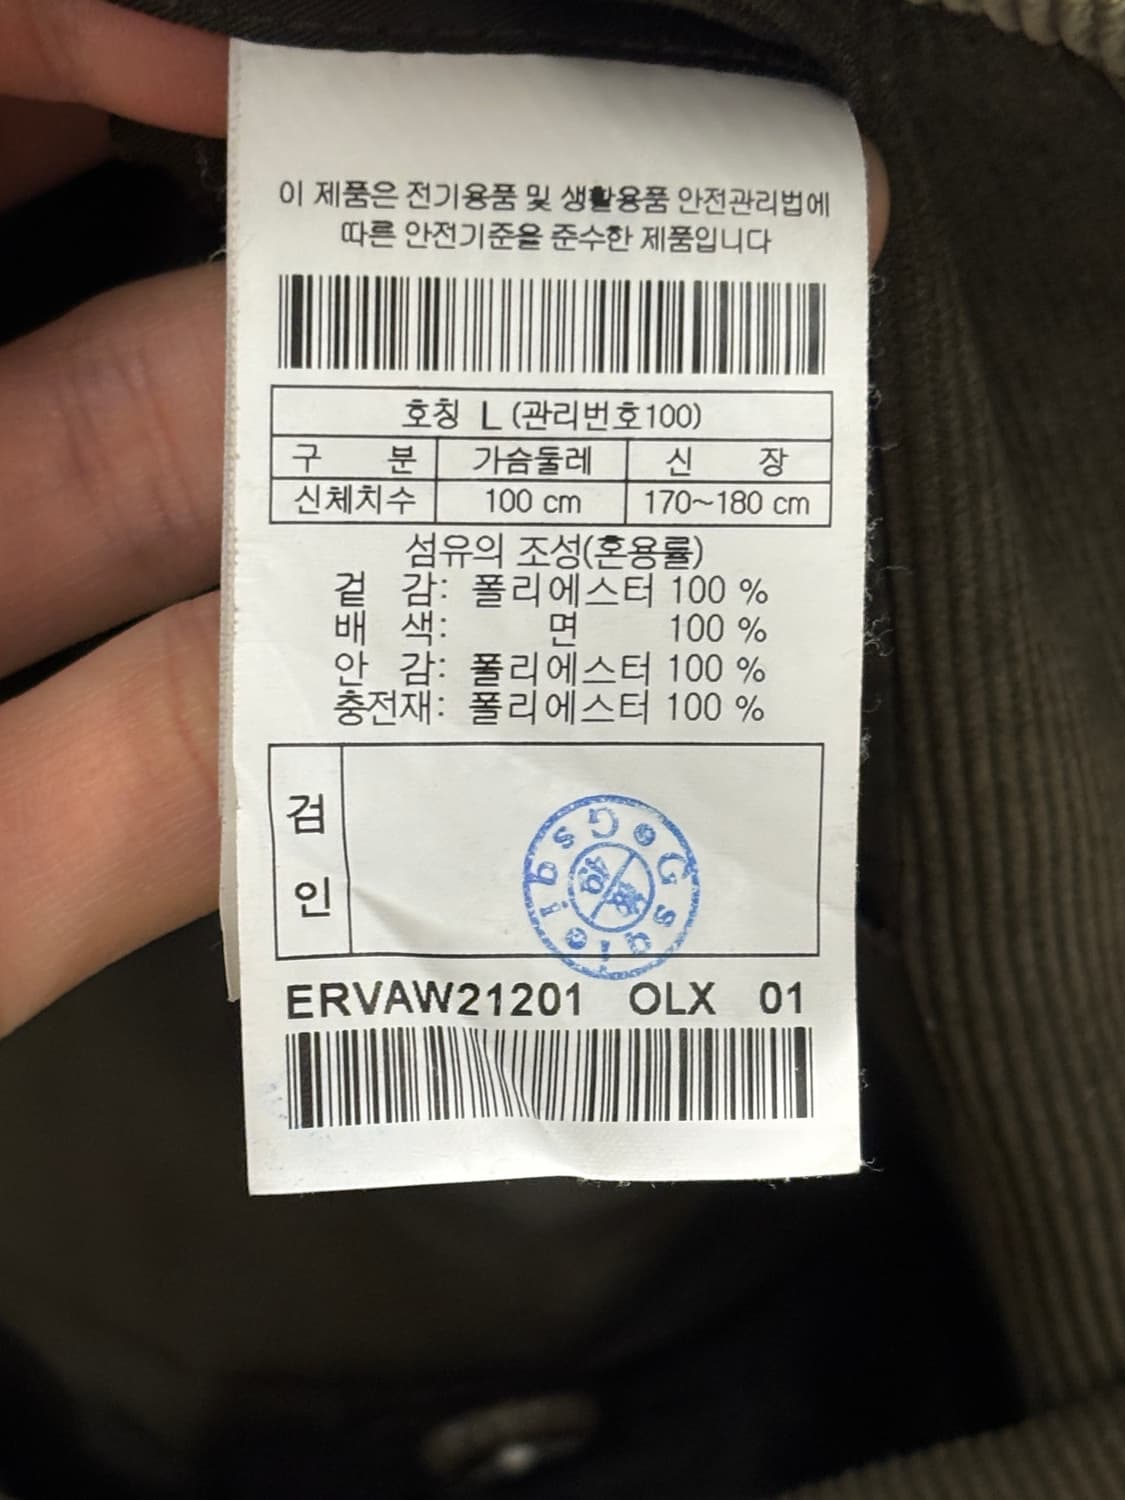 이 제품은 전기용품 및 생활용품 안전관리법에
따른 안전기준을 준수한 제품입니다
호칭 L (관리번호100)
구 분 가슴둘레 신 장
신체치수 100 cm 170~180 cm
섬유의 조성(혼용률)
겉 감: 폴리에스터 100 %
배 색: 면 100 %
안 감: 폴리에스터 100 %
충전재: 폴리에스터 100 %
검
인
ERVAW21201 OLX 01